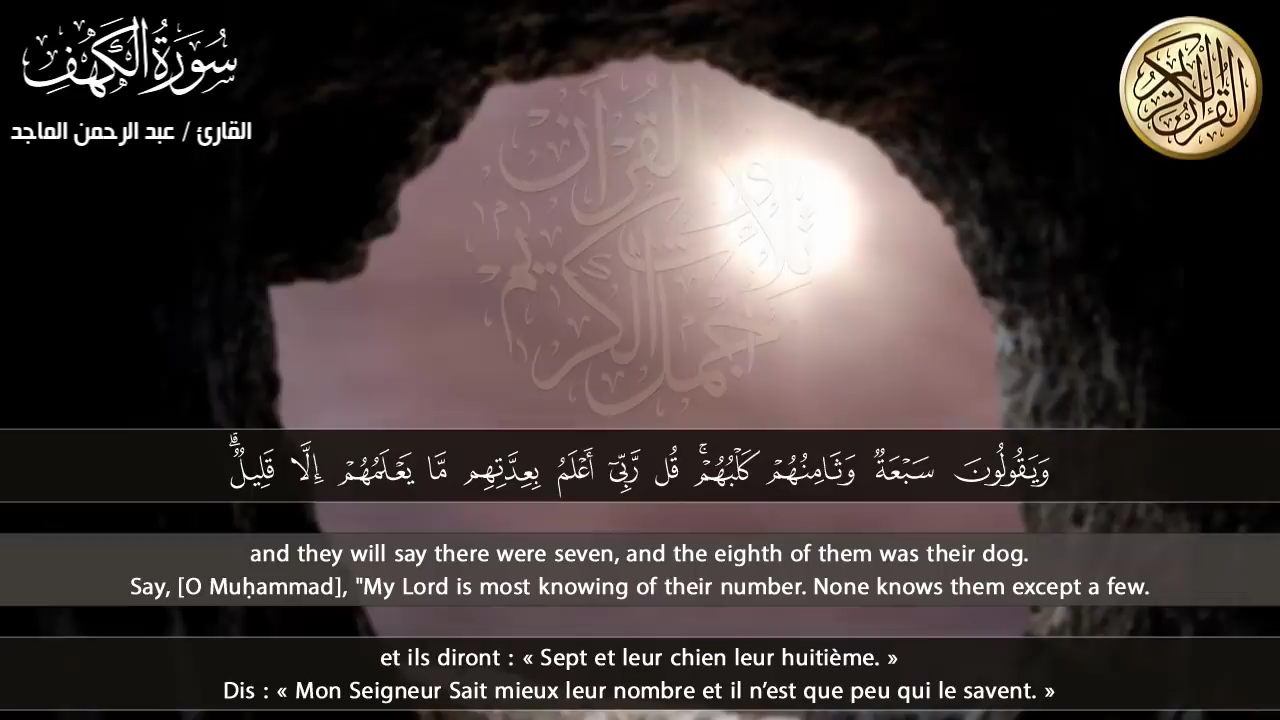 سُورَةُ الكَهْفِ
القارئ / عبد الرحمن الماجد
القرآن الكريم
وَيَقُولُونَ سَبْعَةٌ وَثَامِنُهُمْ كَلْبُهُمْ ۚ قُل رَّبِّىٓ أَعْلَمُ بِعِدَّتِهِم مَّا يَعْلَمُهُمْ إِلَّا قَلِيلٌ ۗ
and they will say there were seven, and the eighth of them was their dog.
Say, [O Muḥammad], "My Lord is most knowing of their number. None knows them except a few.
et ils diront : « Sept et leur chien leur huitième. »
Dis : « Mon Seigneur Sait mieux leur nombre et il n’est que peu qui le savent. »